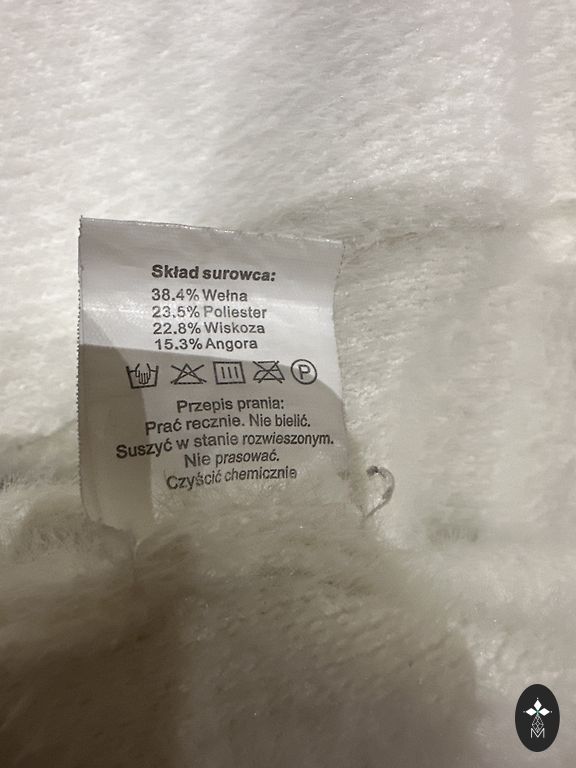 Skład surowca:
38.4% Wełna
23.5% Poliester
22.8% Wiskoza
15.3% Angora
P
Przepis prania:
Prać recznie. Nie bielić.
Suszyć w stanie rozwieszonym.
Nie prasować.
Czyścić chemicznie
M